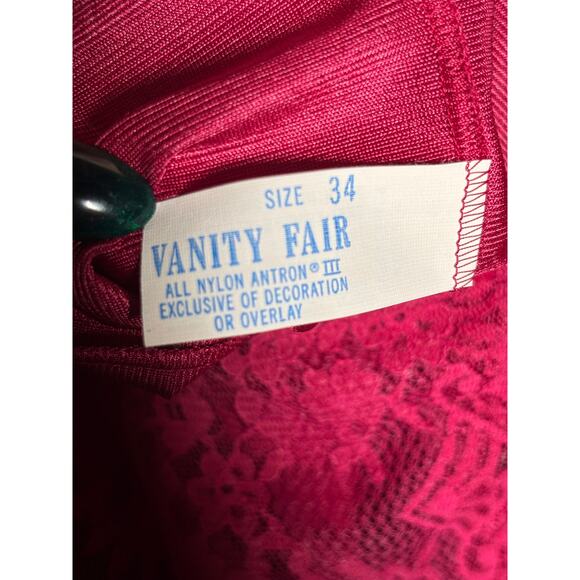 SIZE 34
VANITY FAIR
ALL NYLON ANTRON® III
EXCLUSIVE OF DECORATION
OR OVERLAY